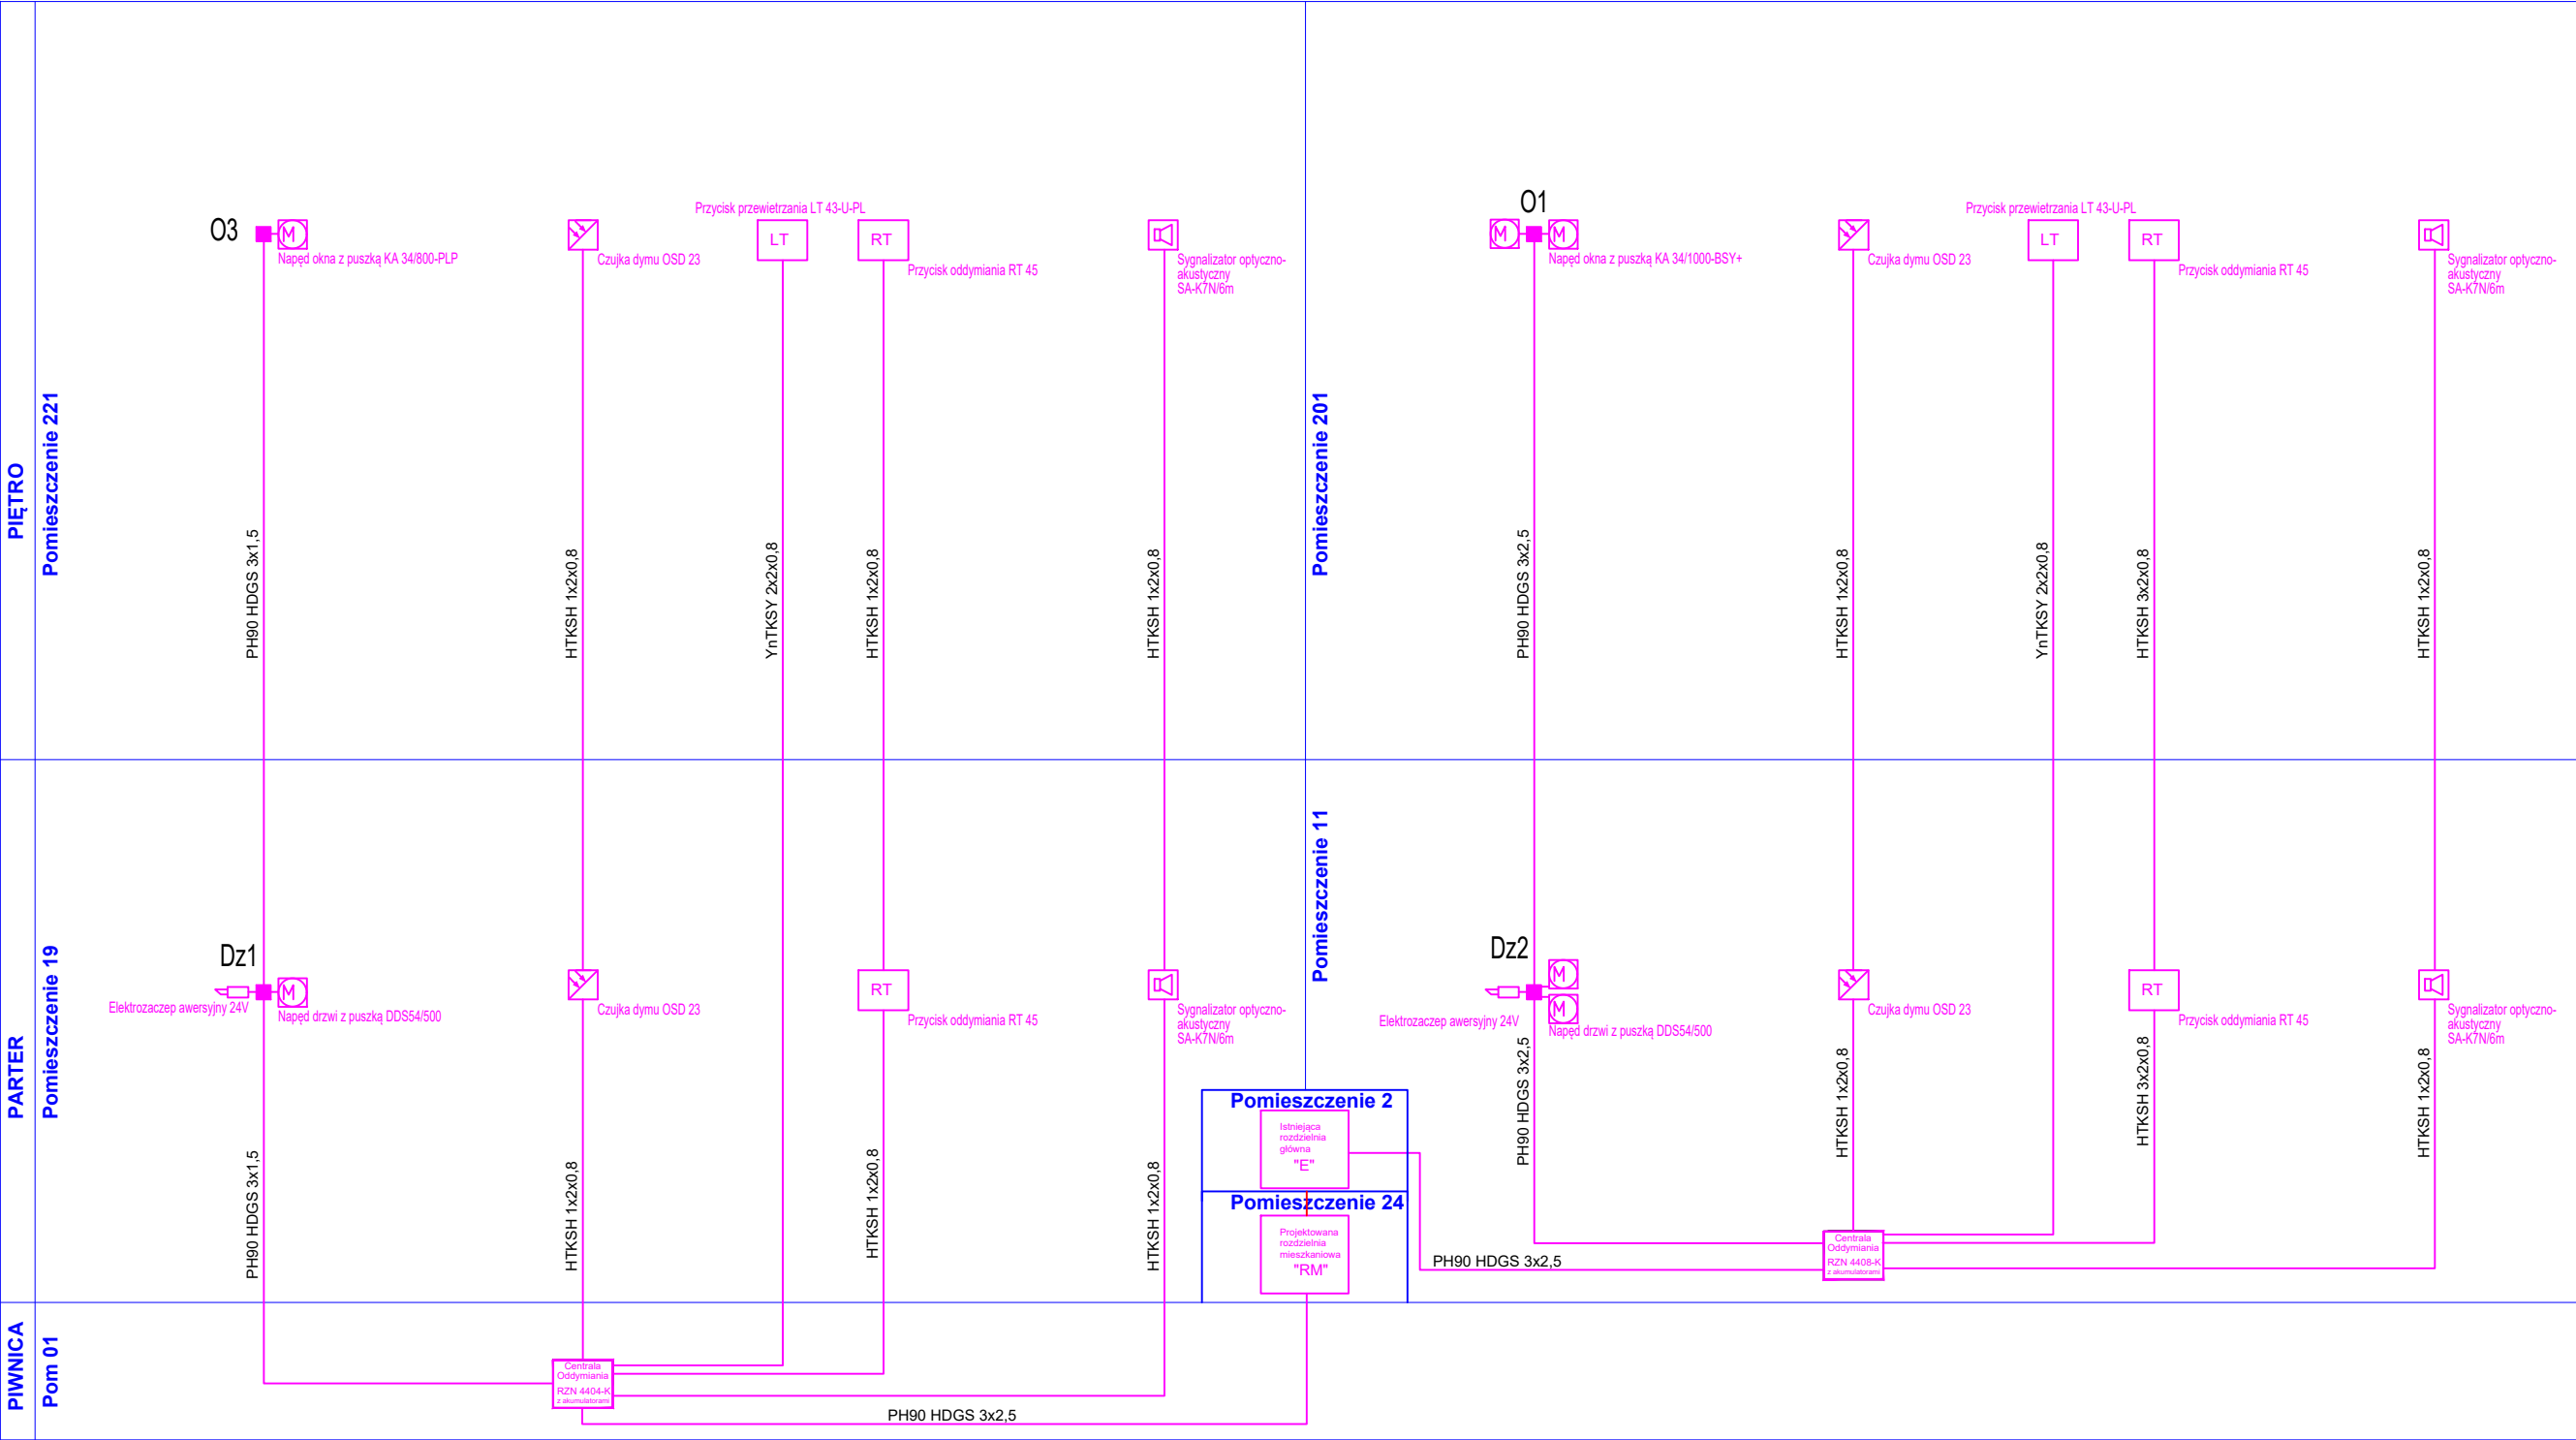 PIĘTRO
Pomieszczenie 221
O3
M
Napęd okna z puszką KA 34/800-PLP
PH90 HDGS 3x1,5
Czujka dymu OSD 23
HTKSH 1x2x0,8
Przycisk przewietrzania LT 43-U-PL
LT
YnTKSY 2x2x0,8
RT
Przycisk oddymiania RT 45
HTKSH 1x2x0,8
Sygnalizator optyczno-
akustyczny
SA-K7N/6m
HTKSH 1x2x0,8
Pomieszczenie 201
O1
M
M
Napęd okna z puszką KA 34/1000-BSY+
PH90 HDGS 3x2,5
Czujka dymu OSD 23
HTKSH 1x2x0,8
Przycisk przewietrzania LT 43-U-PL
LT
YnTKSY 2x2x0,8
RT
Przycisk oddymiania RT 45
HTKSH 3x2x0,8
Sygnalizator optyczno-
akustyczny
SA-K7N/6m
HTKSH 1x2x0,8
PARTER
Pomieszczenie 19
Dz1
M
Elektrozaczep awersyjny 24V
Napęd drzwi z puszką DDS54/500
PH90 HDGS 3x1,5
Czujka dymu OSD 23
HTKSH 1x2x0,8
RT
Przycisk oddymiania RT 45
HTKSH 1x2x0,8
Sygnalizator optyczno-
akustyczny
SA-K7N/6m
HTKSH 1x2x0,8
Pomieszczenie 11
Pomieszczenie 2
Istniejąca
rozdzielnia
główna
"E"
Pomieszczenie 24
Projektowana
rozdzielnia
mieszkaniowa
"RM"
Dz2
M
M
Elektrozaczep awersyjny 24V
Napęd drzwi z puszką DDS54/500
PH90 HDGS 3x2,5
Czujka dymu OSD 23
HTKSH 1x2x0,8
RT
Przycisk oddymiania RT 45
HTKSH 3x2x0,8
Sygnalizator optyczno-
akustyczny
SA-K7N/6m
HTKSH 1x2x0,8
PH90 HDGS 3x2,5
Centrala
Oddymiania
RZN 4408-K
z akumulatorami
PIWNICA
Pom 01
Centrala
Oddymiania
RZN 4404-K
z akumulatorami
PH90 HDGS 3x2,5